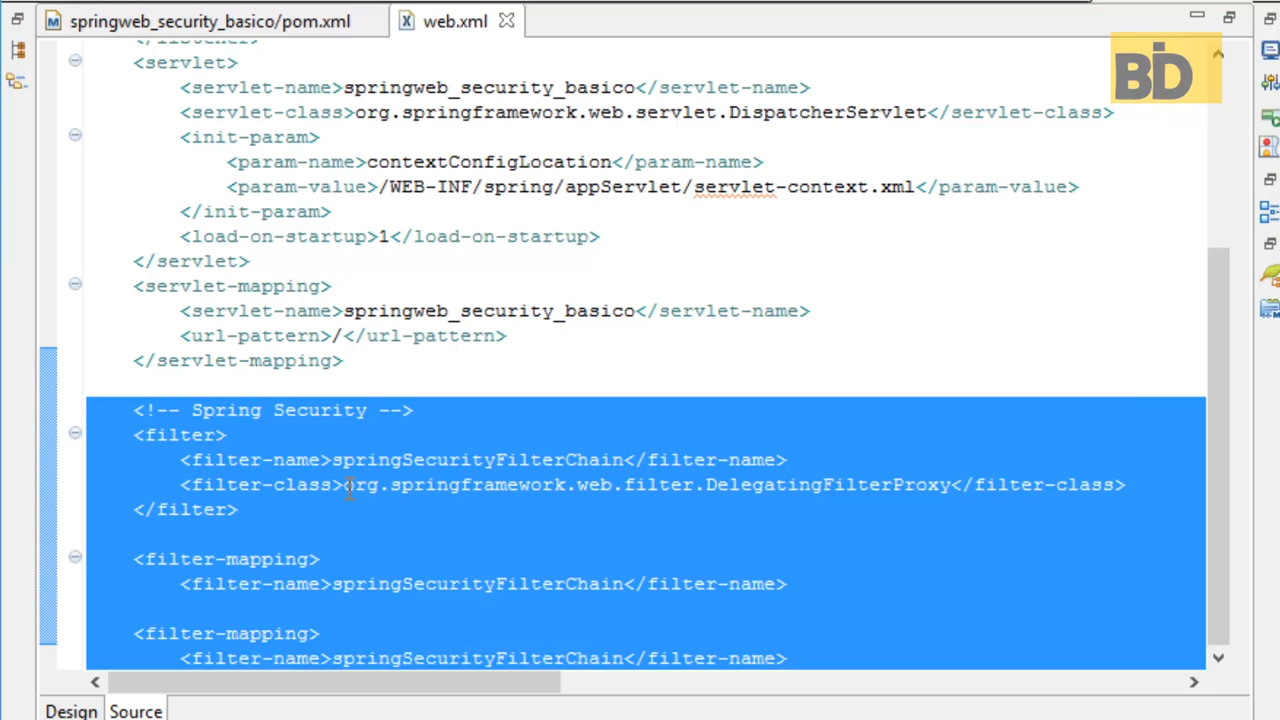 springweb_security_basico/pom.xml
web.xml
BD
</listener>
<servlet>
<servlet-name>springweb_security_basico</servlet-name>
<servlet-class>org.springframework.web.servlet.DispatcherServlet</servlet-class>
<init-param>
<param-name>contextConfigLocation</param-name>
<param-value>/WEB-INF/spring/appServlet/servlet-context.xml</param-value>
</init-param>
<load-on-startup>1</load-on-startup>
</servlet>
<servlet-mapping>
<servlet-name>springweb_security_basico</servlet-name>
<url-pattern>/</url-pattern>
</servlet-mapping>
<!-- Spring Security -->
<filter>
<filter-name>springSecurityFilterChain</filter-name>
<filter-class>org.springframework.web.filter.DelegatingFilterProxy</filter-class>
</filter>
<filter-mapping>
<filter-name>springSecurityFilterChain</filter-name>
<filter-mapping>
<filter-name>springSecurityFilterChain</filter-name>
Design
Source